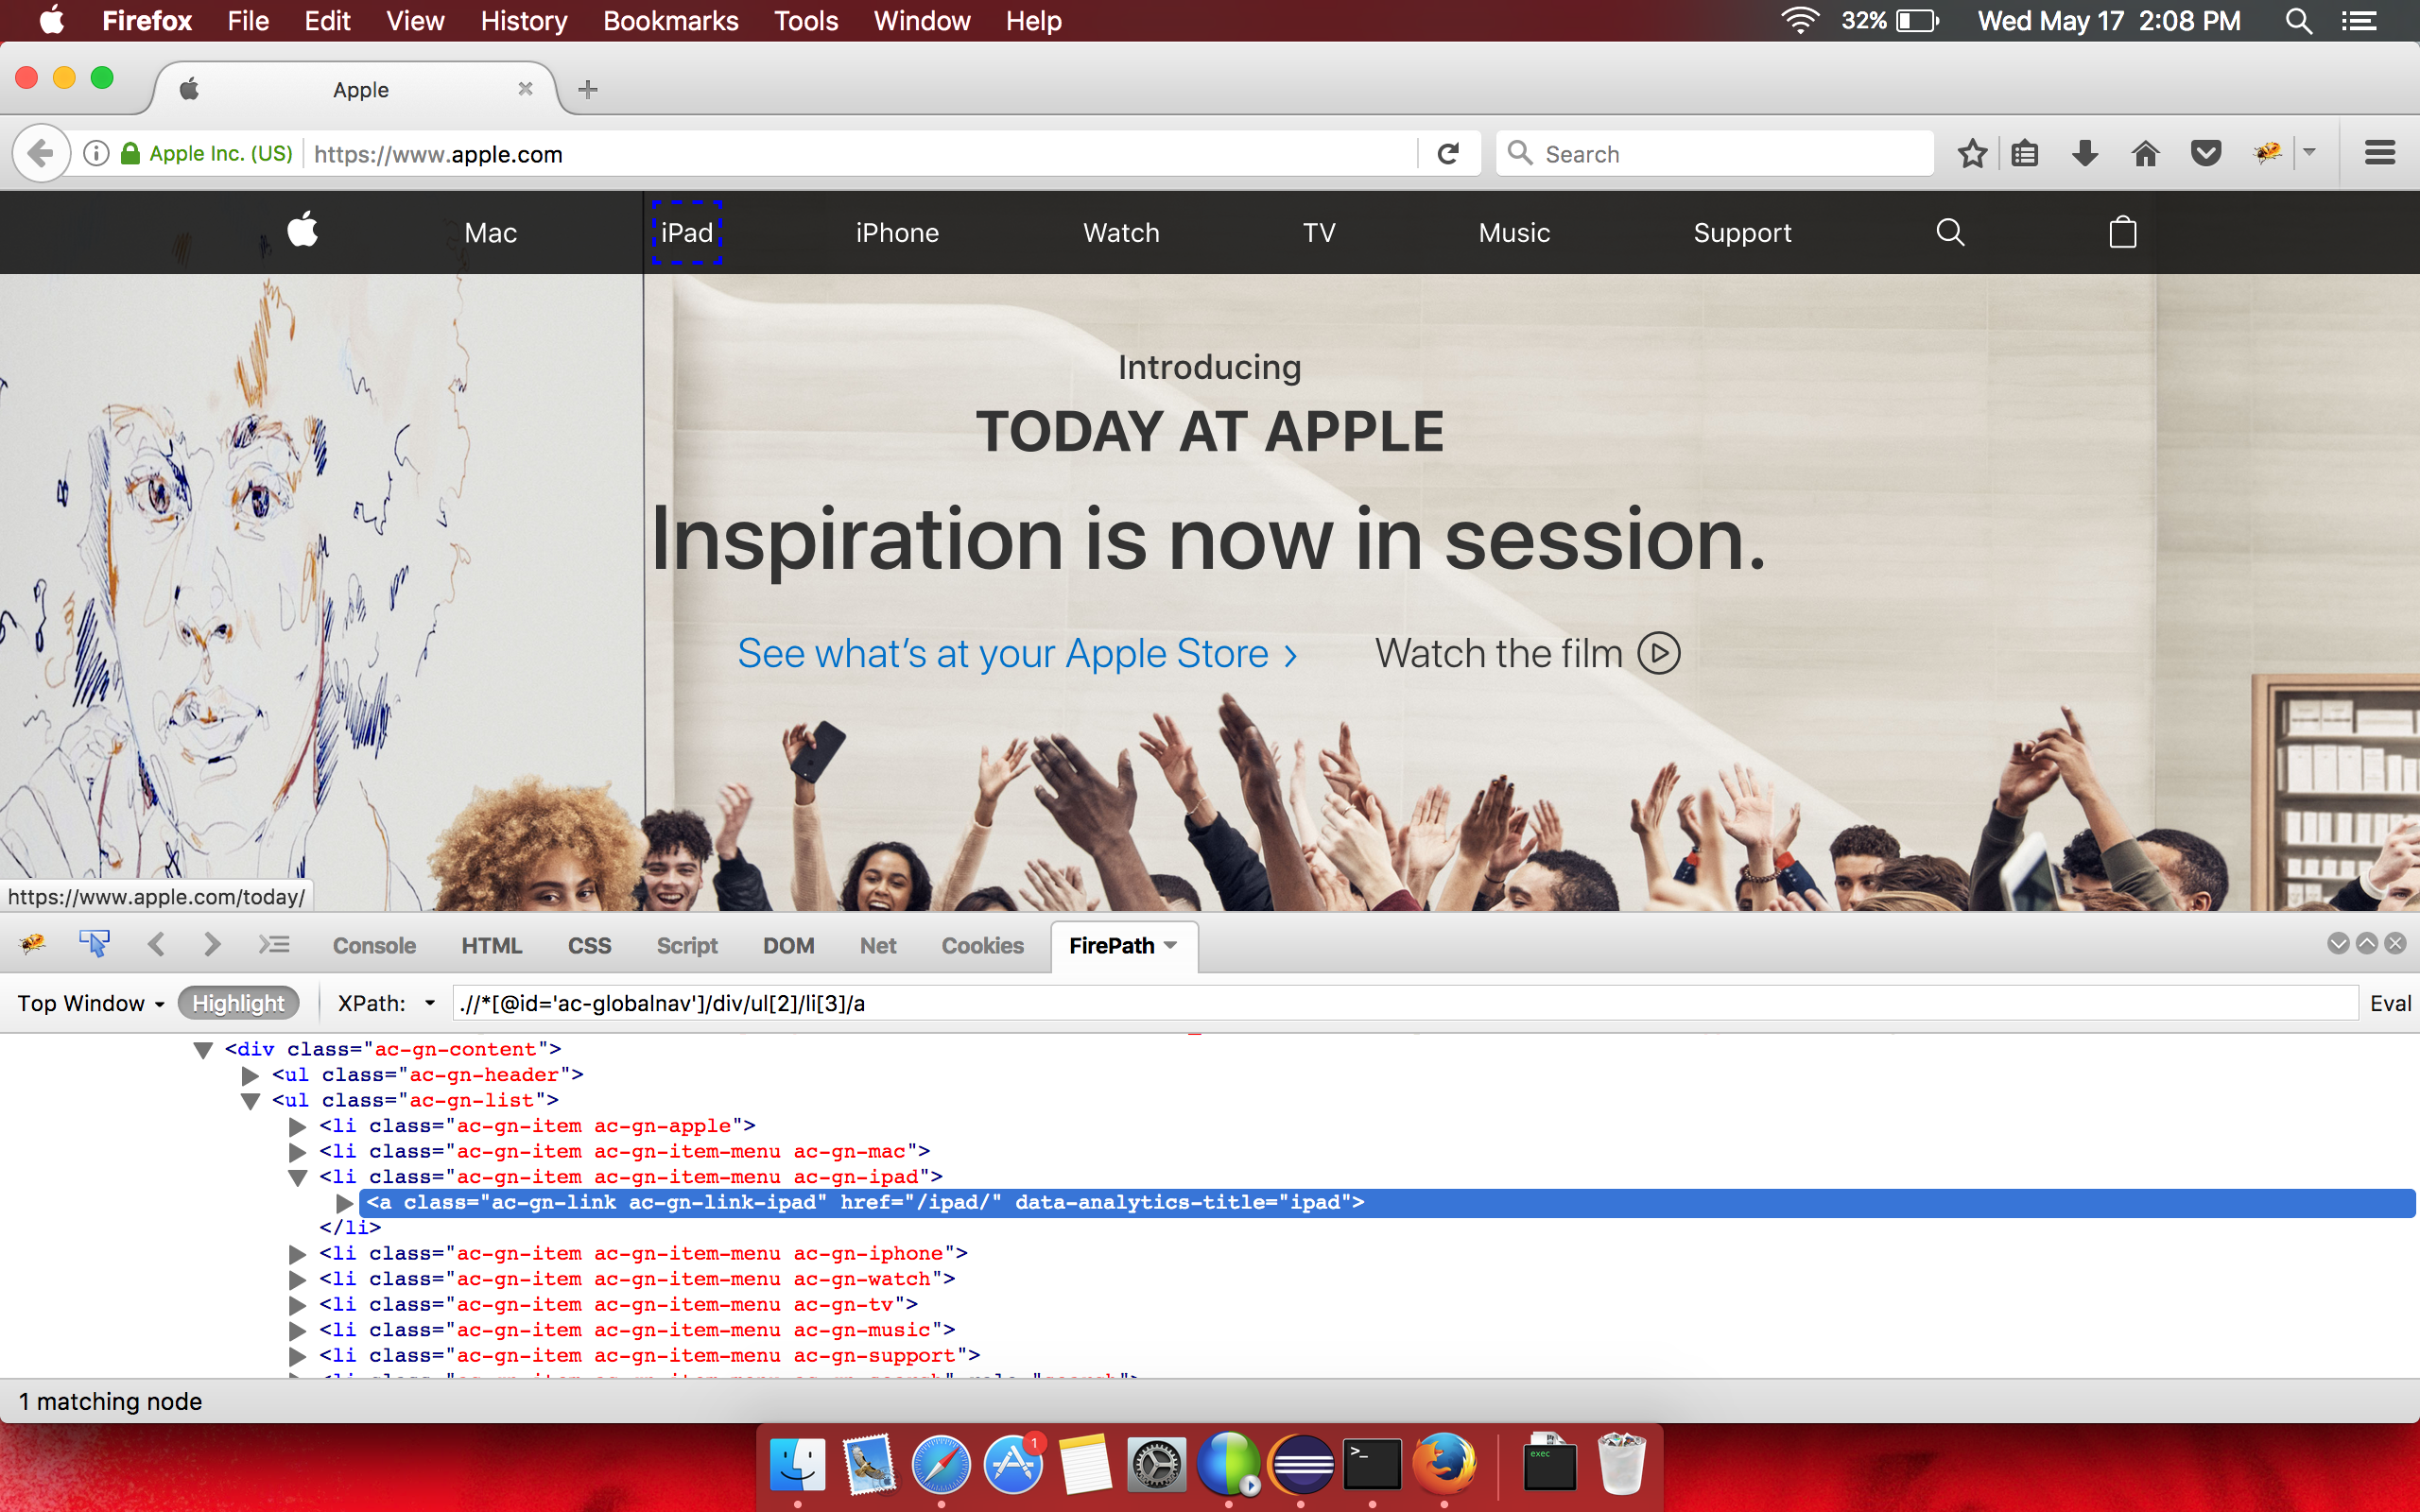 Firefox File Edit View History Bookmarks Tools Window Help 32% Wed May 17 2:08 PM
Apple
Apple Inc. (US) https://www.apple.com Search
Mac iPad iPhone Watch TV Music Support
Introducing
TODAY AT APPLE
Inspiration is now in session.
See what’s at your Apple Store › Watch the film
https://www.apple.com/today/
Console HTML CSS Script DOM Net Cookies FirePath
Top Window Highlight XPath: .//*[@id='ac-globalnav']/div/ul[2]/li[3]/a Eval
<div class="ac-gn-content">
<ul class="ac-gn-header">
<ul class="ac-gn-list">
<li class="ac-gn-item ac-gn-apple">
<li class="ac-gn-item ac-gn-item-menu ac-gn-mac">
<li class="ac-gn-item ac-gn-item-menu ac-gn-ipad">
<a class="ac-gn-link ac-gn-link-ipad" href="/ipad/" data-analytics-title="ipad">
</li>
<li class="ac-gn-item ac-gn-item-menu ac-gn-iphone">
<li class="ac-gn-item ac-gn-item-menu ac-gn-watch">
<li class="ac-gn-item ac-gn-item-menu ac-gn-tv">
<li class="ac-gn-item ac-gn-item-menu ac-gn-music">
<li class="ac-gn-item ac-gn-item-menu ac-gn-support">
1 matching node
1
exec